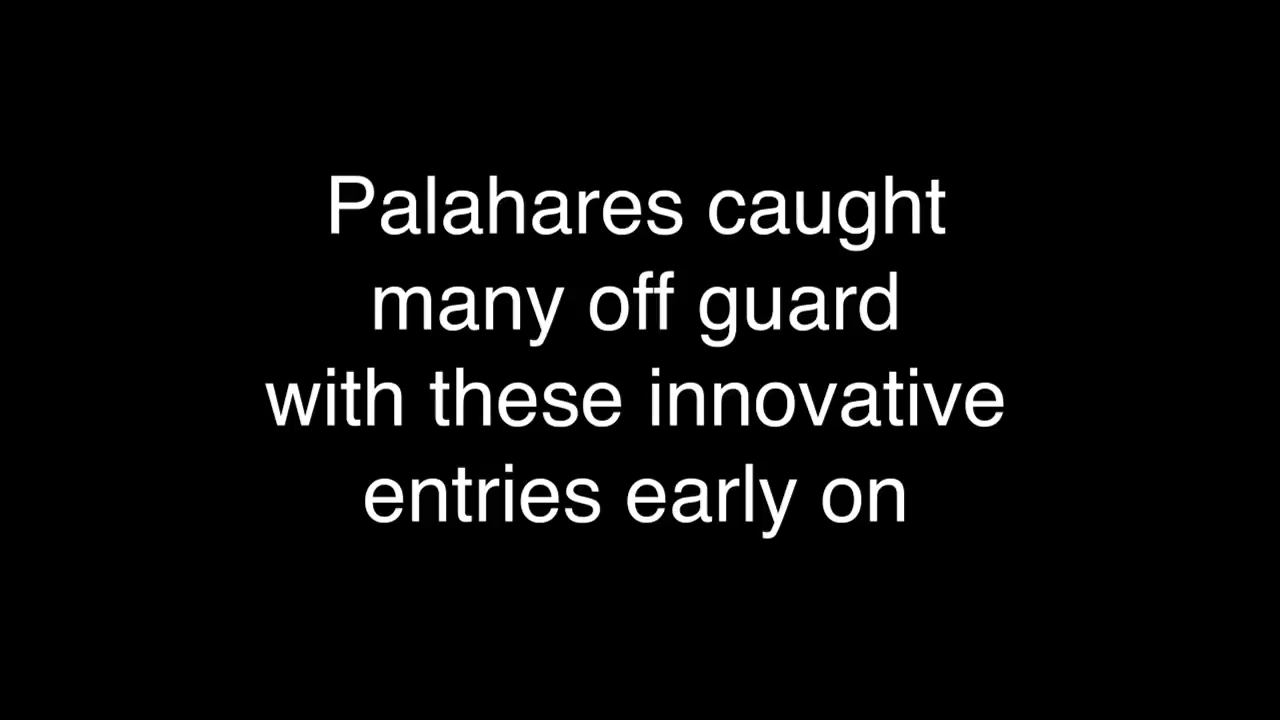 Palahares caught
many off guard
with these innovative
entries early on